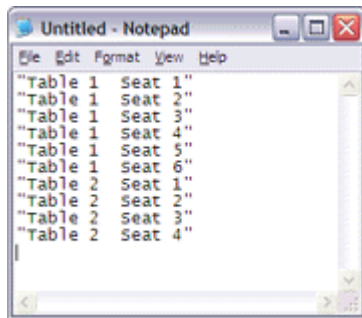 Untitled - Notepad
File Edit Format View Help
"Table 1  Seat 1"
"Table 1  Seat 2"
"Table 1  Seat 3"
"Table 1  Seat 4"
"Table 1  Seat 5"
"Table 1  Seat 6"
"Table 2  Seat 1"
"Table 2  Seat 2"
"Table 2  Seat 3"
"Table 2  Seat 4"